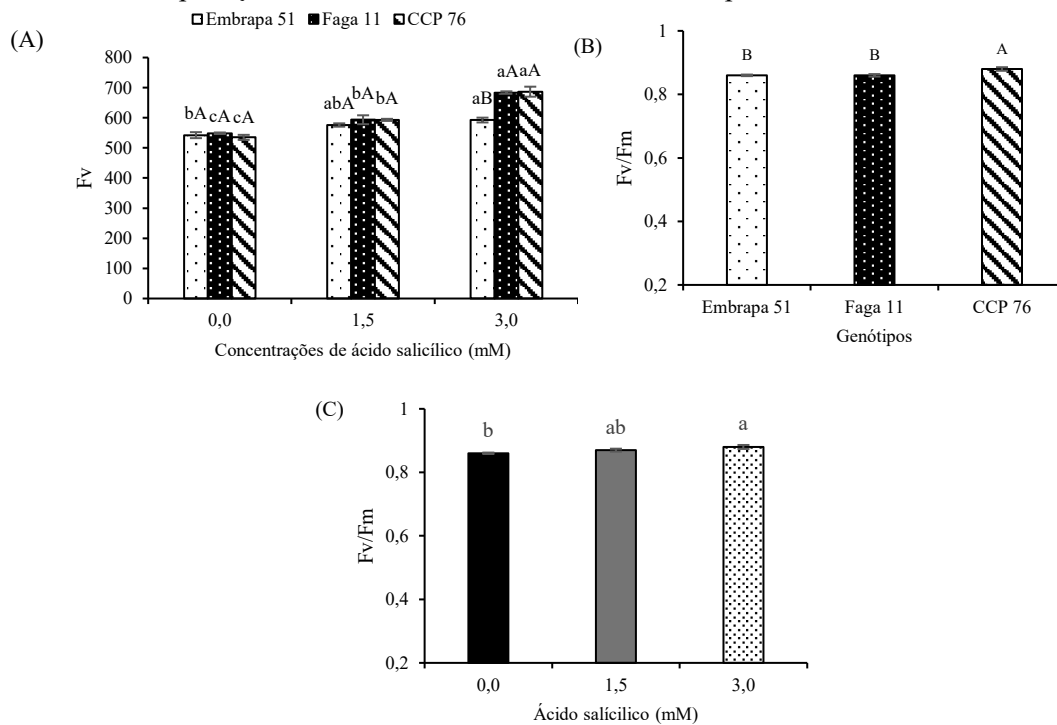 Embrapa 51 Faga 11 CCP 76
(A)
800
700
600
500
400
300
200
100
0
Fv
bA cA cA
abA bA bA
aB aA aA
0,0 1,5 3,0
Concentrações de ácido salicílico (mM)
(B)
1
0,8
0,6
0,4
0,2
Fv/Fm
B B A
Embrapa 51 Faga 11 CCP 76
Genótipos
(C)
1
0,8
0,6
0,4
0,2
Fv/Fm
b ab a
0,0 1,5 3,0
Ácido salícilico (mM)